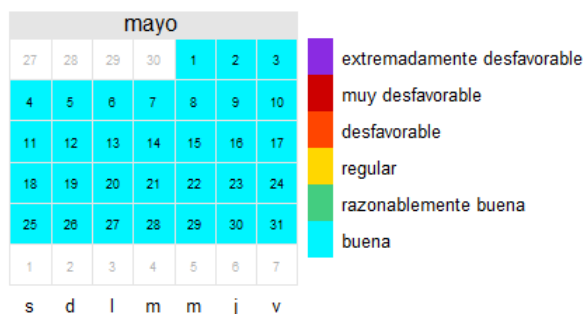 mayo
27 28 29 30 1 2 3
4 5 6 7 8 9 10
11 12 13 14 15 16 17
18 19 20 21 22 23 24
25 26 27 28 29 30 31
1 2 3 4 5 6 7
s d l m m j v
extremadamente desfavorable
muy desfavorable
desfavorable
regular
razonablemente buena
buena